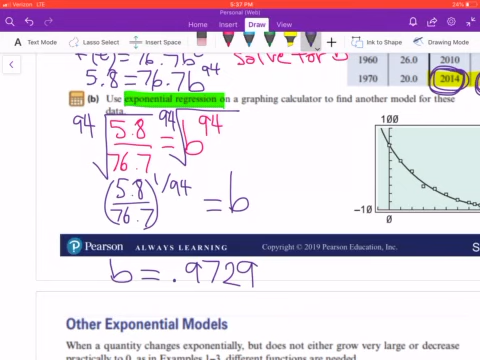 5:37 PM
24%
Personal (Web)
Home Insert Draw View
Text Mode Lasso Select Insert Space Ink to Shape Drawing Mode
= 76.7b solve for b
1960 26.0 2010
5.8 = 76.7b^94
1970 20.0 2014
(b) Use exponential regression on a graphing calculator to find another model for these
data.
94 5.8 = 94 b^94
76.7
100
(5.8/76.7)^1/94 = b
-10
0
Pearson ALWAYS LEARNING Copyright © 2019 Pearson Education, Inc.
b = .9729
Other Exponential Models
When a quantity changes exponentially, but does not either grow very large or decrease
practically to 0, as in Examples 1–3, different functions are needed.